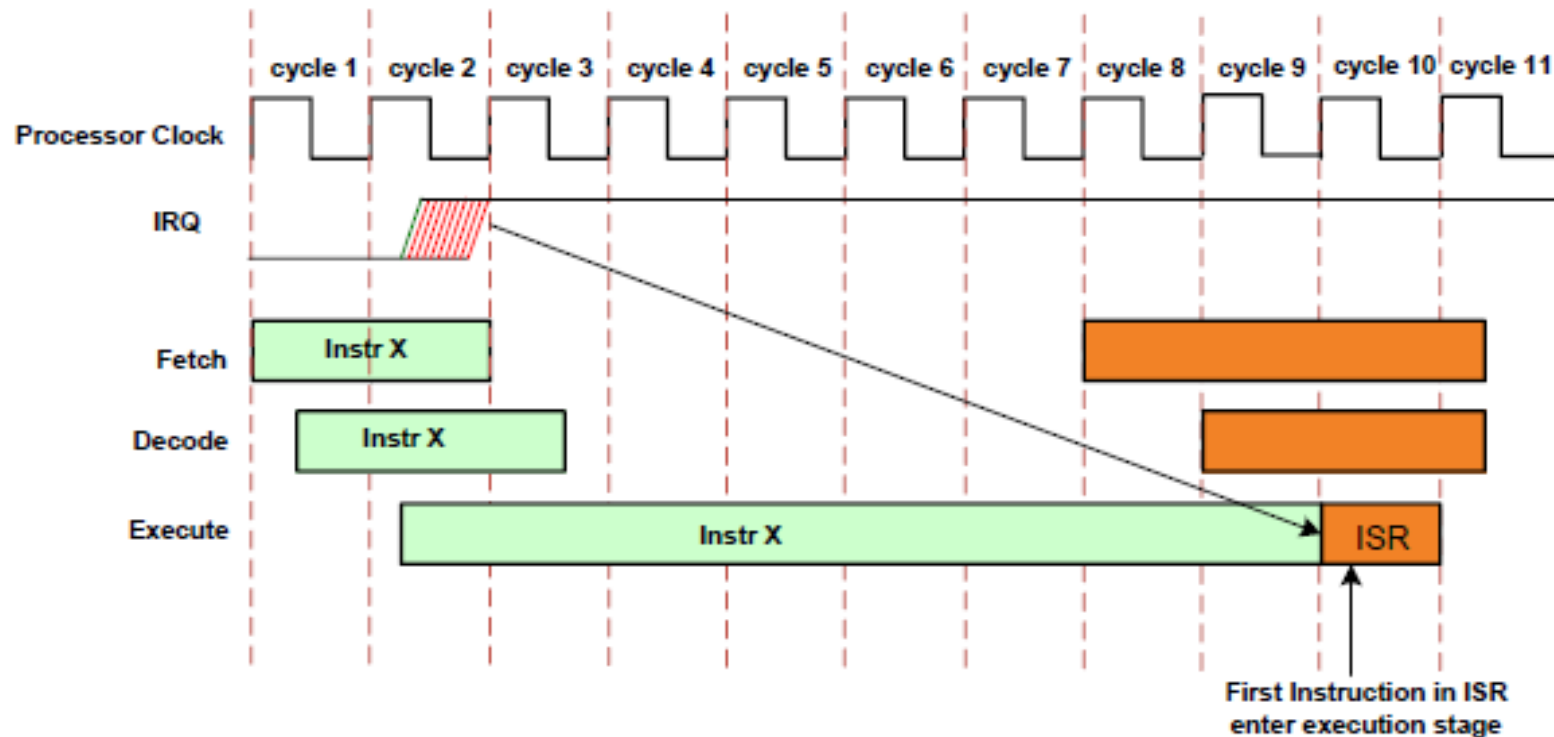 cycle 1 cycle 2 cycle 3 cycle 4 cycle 5 cycle 6 cycle 7 cycle 8 cycle 9 cycle 10 cycle 11
Processor Clock
IRQ
Fetch
Instr X
Decode
Instr X
Execute
Instr X
ISR
First Instruction in ISR
enter execution stage